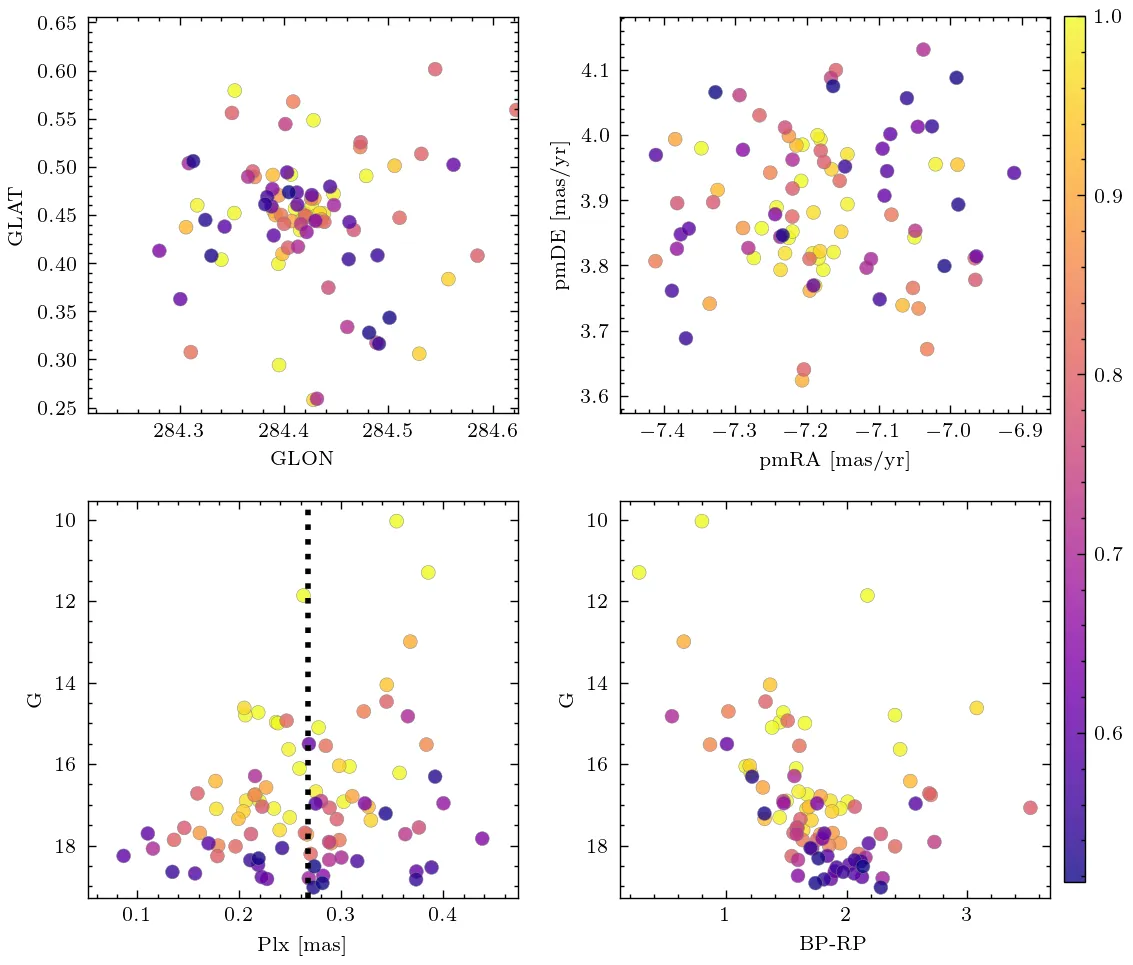 0.65
0.60
0.55
0.50
0.45
0.40
0.35
0.30
0.25
GLAT
284.3 284.4 284.5 284.6
GLON
4.1
4.0
3.9
3.8
3.7
3.6
pmDE [mas/yr]
−7.4 −7.3 −7.2 −7.1 −7.0 −6.9
pmRA [mas/yr]
1.0
0.9
0.8
0.7
0.6
10
12
14
16
18
G
0.1 0.2 0.3 0.4
Plx [mas]
10
12
14
16
18
G
1 2 3
BP-RP